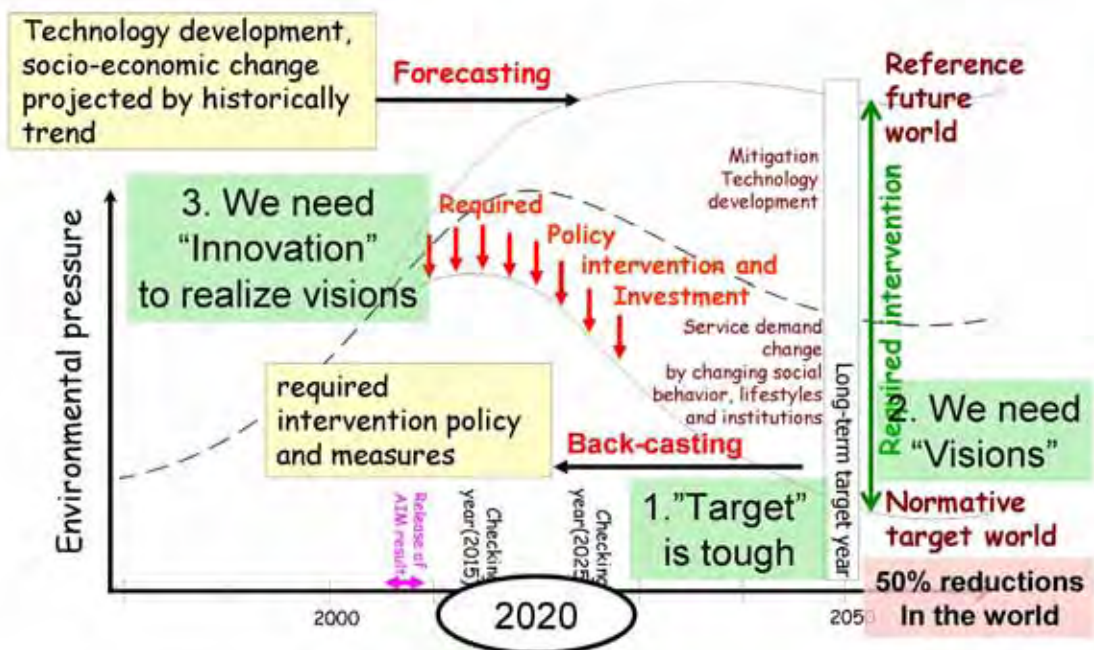 Technology development,
socio-economic change
projected by historically
trend
Forecasting
Reference
future
world
Mitigation
Technology
development
3. We need
“Innovation”
to realize visions
Required
Policy
intervention and
Investment
Environmental pressure
Required intervention
Service demand
change
by changing social
behavior, lifestyles
and institutions
Long-term target year
required
intervention policy
and measures
Back-casting
2. We need
“Visions”
1.”Target”
is tough
Normative
target world
Release of
AIM result
Checking
year(2015)
Checking
year(2025)
50% reductions
In the world
2000
2020
2050